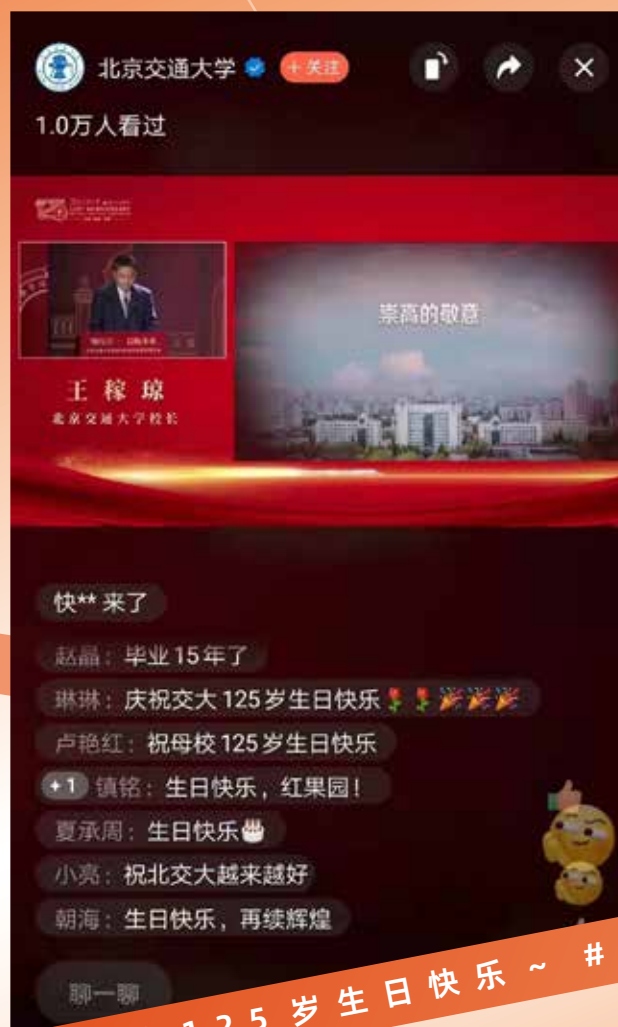 北京交通大学 +关注
1.0万人看过
125
崇高的敬意
王稼琼
北京交通大学校长
快** 来了
赵晶：毕业15年了
琳琳：庆祝交大125岁生日快乐
卢艳红：祝母校125岁生日快乐
+1 镇铭：生日快乐，红果园！
夏承周：生日快乐
小亮：祝北交大越来越好
朝海：生日快乐，再续辉煌
聊一聊
125岁生日快乐~ #